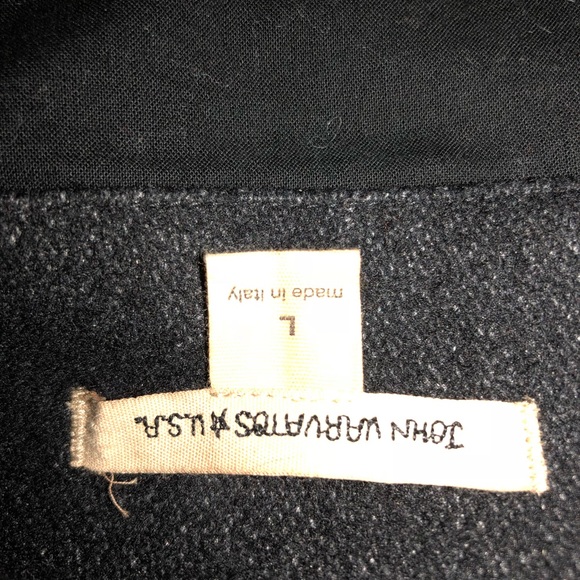 JOHN VARVATOS ☆ U.S.A.
L
made in Italy